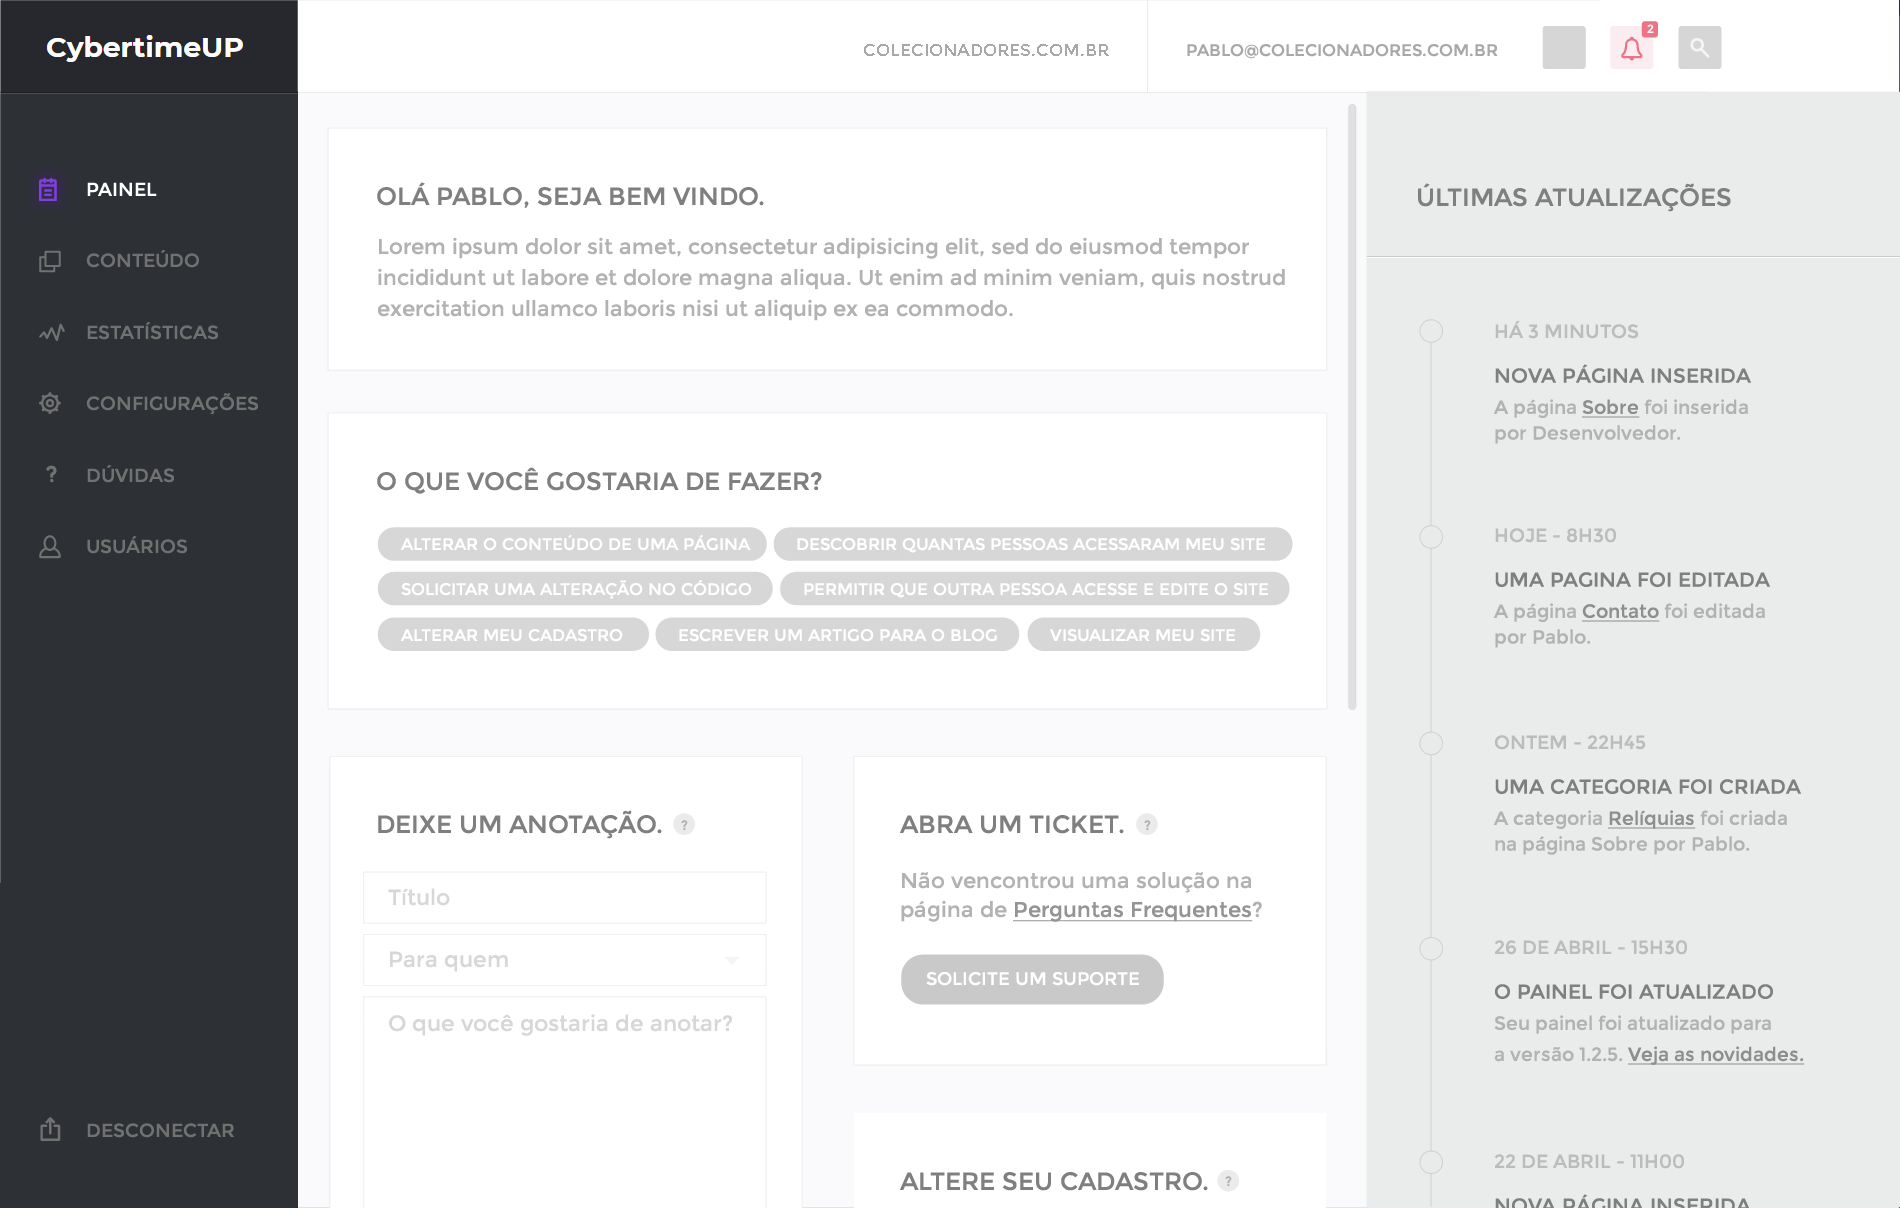 CybertimeUP
COLECIONADORES.COM.BR
PABLO@COLECIONADORES.COM.BR
2
PAINEL
CONTEÚDO
ESTATÍSTICAS
CONFIGURAÇÕES
? DÚVIDAS
USUÁRIOS
DESCONECTAR
OLÁ PABLO, SEJA BEM VINDO.
Lorem ipsum dolor sit amet, consectetur adipisicing elit, sed do eiusmod tempor
incididunt ut labore et dolore magna aliqua. Ut enim ad minim veniam, quis nostrud
exercitation ullamco laboris nisi ut aliquip ex ea commodo.
O QUE VOCÊ GOSTARIA DE FAZER?
ALTERAR O CONTEÚDO DE UMA PÁGINA
DESCOBRIR QUANTAS PESSOAS ACESSARAM MEU SITE
SOLICITAR UMA ALTERAÇÃO NO CÓDIGO
PERMITIR QUE OUTRA PESSOA ACESSE E EDITE O SITE
ALTERAR MEU CADASTRO
ESCREVER UM ARTIGO PARA O BLOG
VISUALIZAR MEU SITE
DEIXE UM ANOTAÇÃO. ?
Título
Para quem
O que você gostaria de anotar?
ABRA UM TICKET. ?
Não vencontrou uma solução na
página de Perguntas Frequentes?
SOLICITE UM SUPORTE
ALTERE SEU CADASTRO. ?
ÚLTIMAS ATUALIZAÇÕES
HÁ 3 MINUTOS
NOVA PÁGINA INSERIDA
A página Sobre foi inserida
por Desenvolvedor.
HOJE - 8H30
UMA PAGINA FOI EDITADA
A página Contato foi editada
por Pablo.
ONTEM - 22H45
UMA CATEGORIA FOI CRIADA
A categoria Relíquias foi criada
na página Sobre por Pablo.
26 DE ABRIL - 15H30
O PAINEL FOI ATUALIZADO
Seu painel foi atualizado para
a versão 1.2.5. Veja as novidades.
22 DE ABRIL - 11H00
NOVA PÁGINA INSERIDA